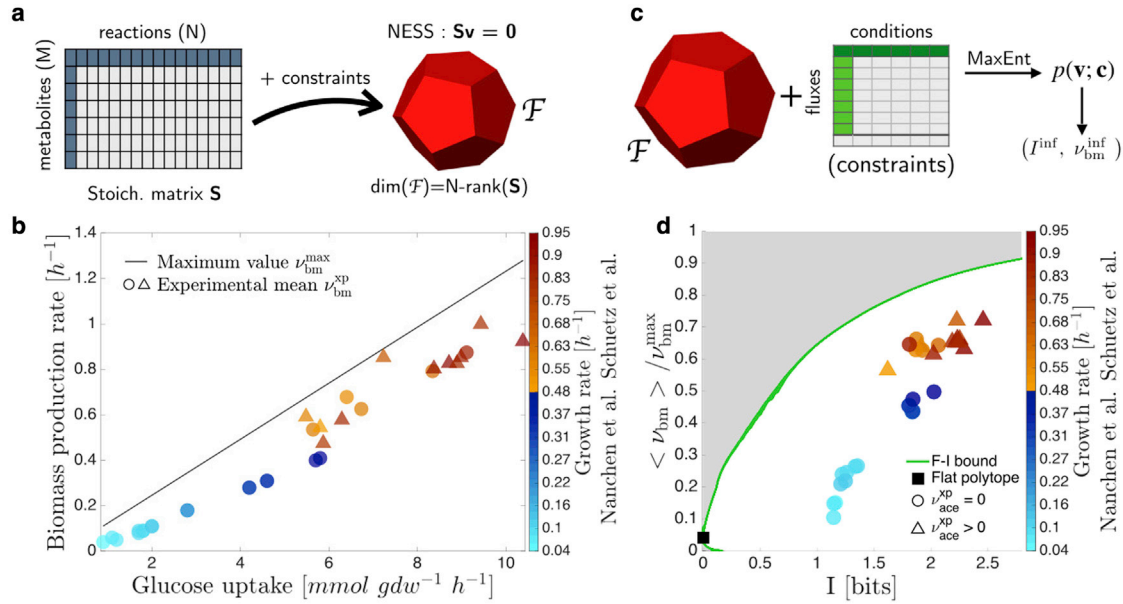 a
reactions (N)
metabolites (M)
Stoich. matrix S
+ constraints
NESS : Sv = 0
F
dim(F)=N-rank(S)
c
F
+
fluxes
conditions
(constraints)
MaxEnt
p(v; c)
(I^inf, ν_bm^inf)
b
Biomass production rate [h⁻¹]
1.4
1.2
1
0.8
0.6
0.4
0.2
0
2
4
6
8
10
Glucose uptake [mmol gdw⁻¹ h⁻¹]
Maximum value ν_bm^max
Experimental mean ν_bm^xp
0.95
0.9
0.83
0.75
0.68
0.63
0.55
0.48
0.37
0.31
0.27
0.21
0.17
0.1
0.04
Growth rate [h⁻¹]
Nanchen et al. Schuetz et al.
d
< ν_bm > /ν_bm^max
1
0.9
0.8
0.7
0.6
0.5
0.4
0.3
0.2
0.1
0
0
0.5
1
1.5
2
2.5
I [bits]
F-I bound
Flat polytope
ν_ace^xp = 0
ν_ace^xp > 0
0.95
0.9
0.83
0.75
0.68
0.63
0.55
0.48
0.37
0.31
0.27
0.21
0.17
0.1
0.04
Growth rate [h⁻¹]
Nanchen et al. Schuetz et al.